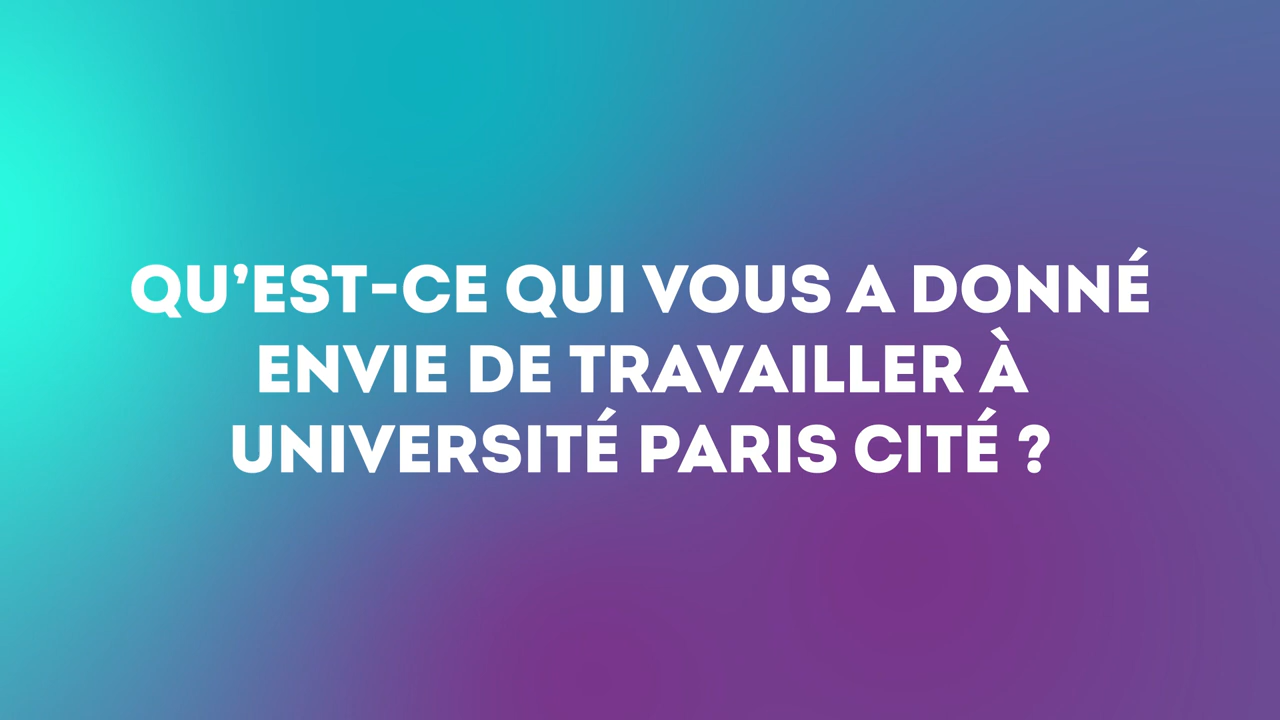 QU’EST-CE QUI VOUS A DONNÉ
ENVIE DE TRAVAILLER À
UNIVERSITÉ PARIS CITÉ ?